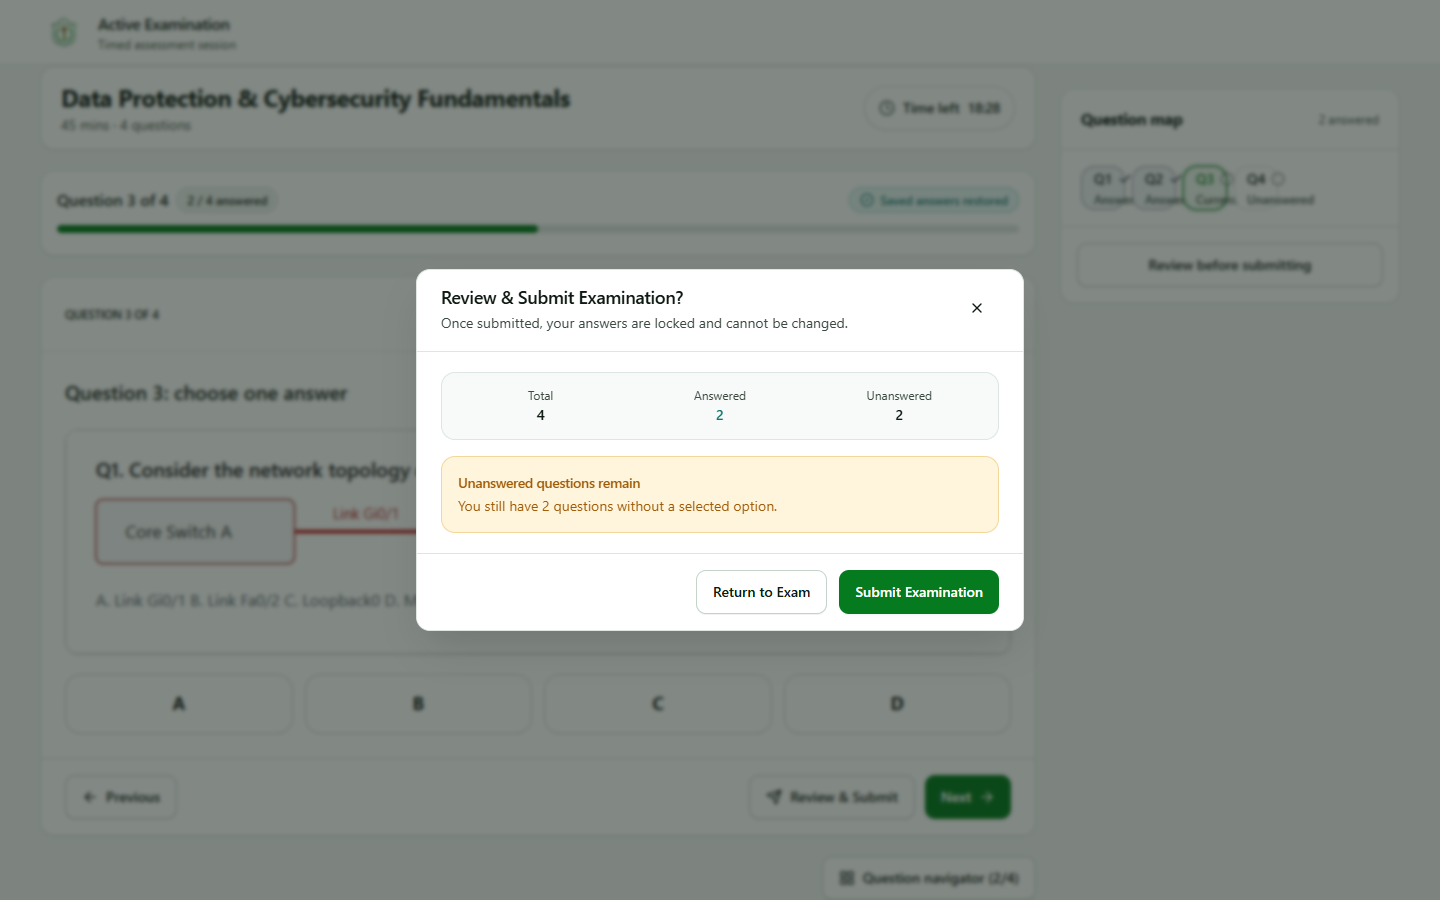 Active Examination
Timed assessment session
Data Protection & Cybersecurity Fundamentals
45 mins · 4 questions
Time left 18:28
Question map
2 answered
Question 3 of 4
2 / 4 answered
Saved answers restored
Q1
Q2
Q3
Q4
Unanswered
Review before submitting
QUESTION 3 OF 4
Question 3: choose one answer
Q1. Consider the network topology
Core Switch A
Link Gi0/1
A. Link Gi0/1 B. Link Fa0/2 C. Loopback0 D.
Review & Submit Examination?
Once submitted, your answers are locked and cannot be changed.
Total
4
Answered
2
Unanswered
2
Unanswered questions remain
You still have 2 questions without a selected option.
Return to Exam
Submit Examination
A
B
C
D
Previous
Review & Submit
Next
Question navigator (2/4)